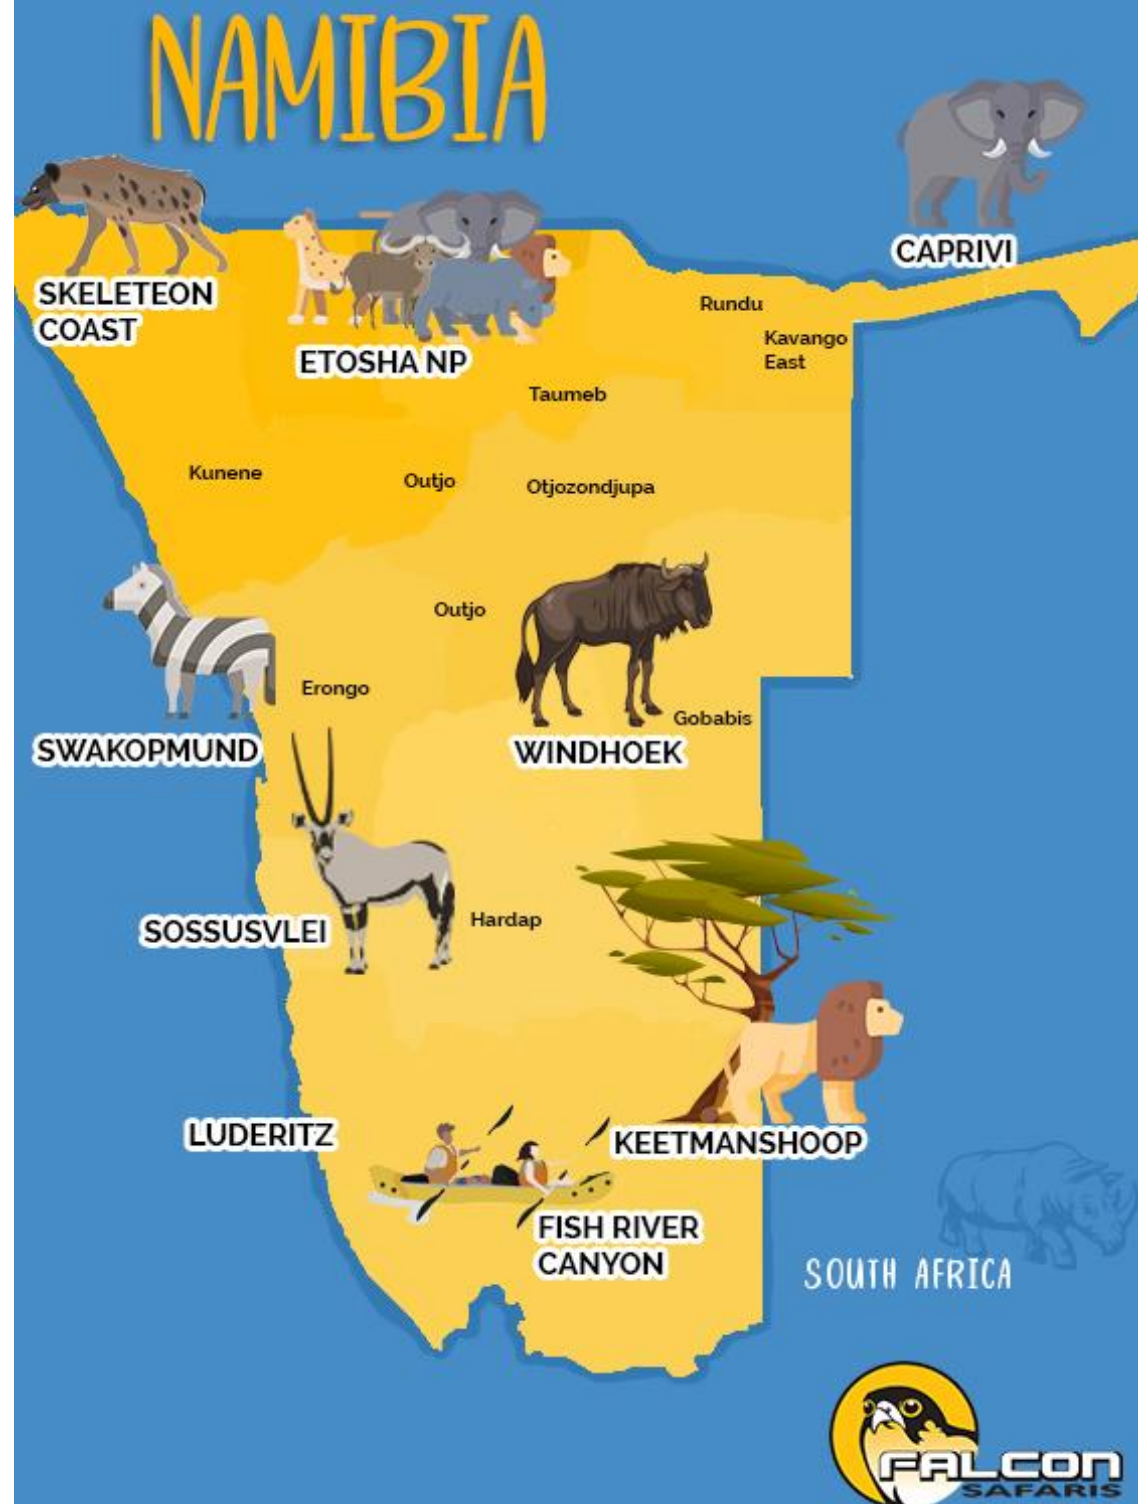 NAMIBIA
CAPRIVI
SKELETEON
COAST
ETOSHA NP
Rundu
Kavango
East
Taumeb
Kunene
Outjo
Otjozondjupa
Outjo
Erongo
Gobabis
SWAKOPMUND
WINDHOEK
SOSSUSVLEI
Hardap
LUDERITZ
KEETMANSHOOP
FISH RIVER
CANYON
SOUTH AFRICA
FALCON
SAFARIS